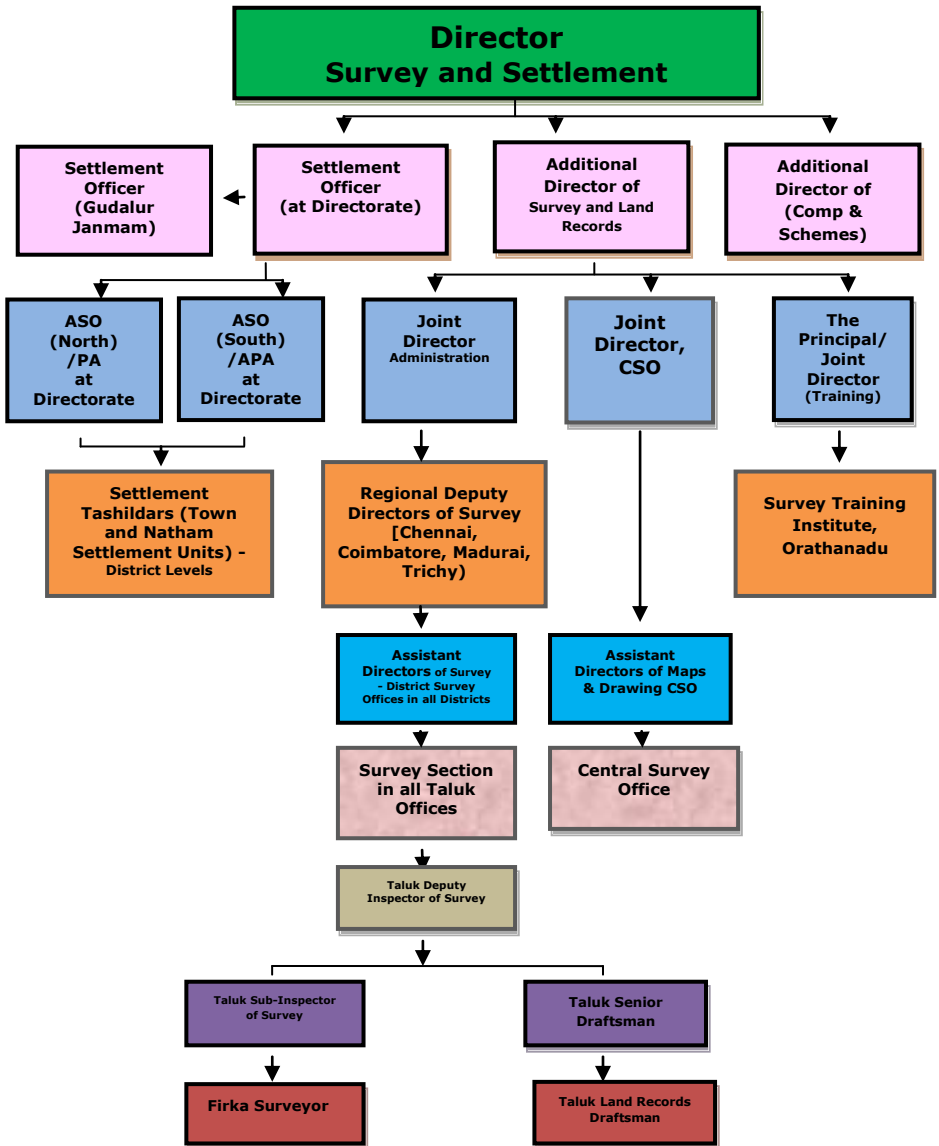 Director
Survey and Settlement
Settlement
Officer
(Gudalur
Janmam)
Settlement
Officer
(at Directorate)
Additional
Director of
Survey and Land
Records
Additional
Director of
(Comp &
Schemes)
ASO
(North)
/PA
at
Directorate
ASO
(South)
/APA
at
Directorate
Joint
Director
Administration
Joint
Director,
CSO
The
Principal/
Joint
Director
(Training)
Settlement
Tashildars (Town
and Natham
Settlement Units) -
District Levels
Regional Deputy
Directors of Survey
[Chennai,
Coimbatore, Madurai,
Trichy)
Survey Training
Institute,
Orathanadu
Assistant
Directors of Survey
- District Survey
Offices in all Districts
Assistant
Directors of Maps
& Drawing CSO
Survey Section
in all Taluk
Offices
Central Survey
Office
Taluk Deputy
Inspector of Survey
Taluk Sub-Inspector
of Survey
Taluk Senior
Draftsman
Firka Surveyor
Taluk Land Records
Draftsman